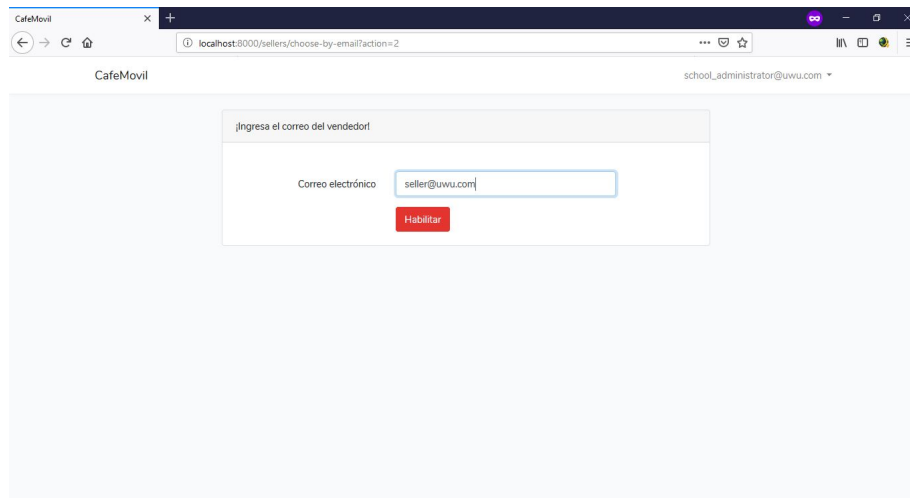 CafeMovil
localhost:8000/sellers/choose-by-email?action=2
CafeMovil school_administrator@uwu.com
¡Ingresa el correo del vendedor!
Correo electrónico seller@uwu.com
Habilitar